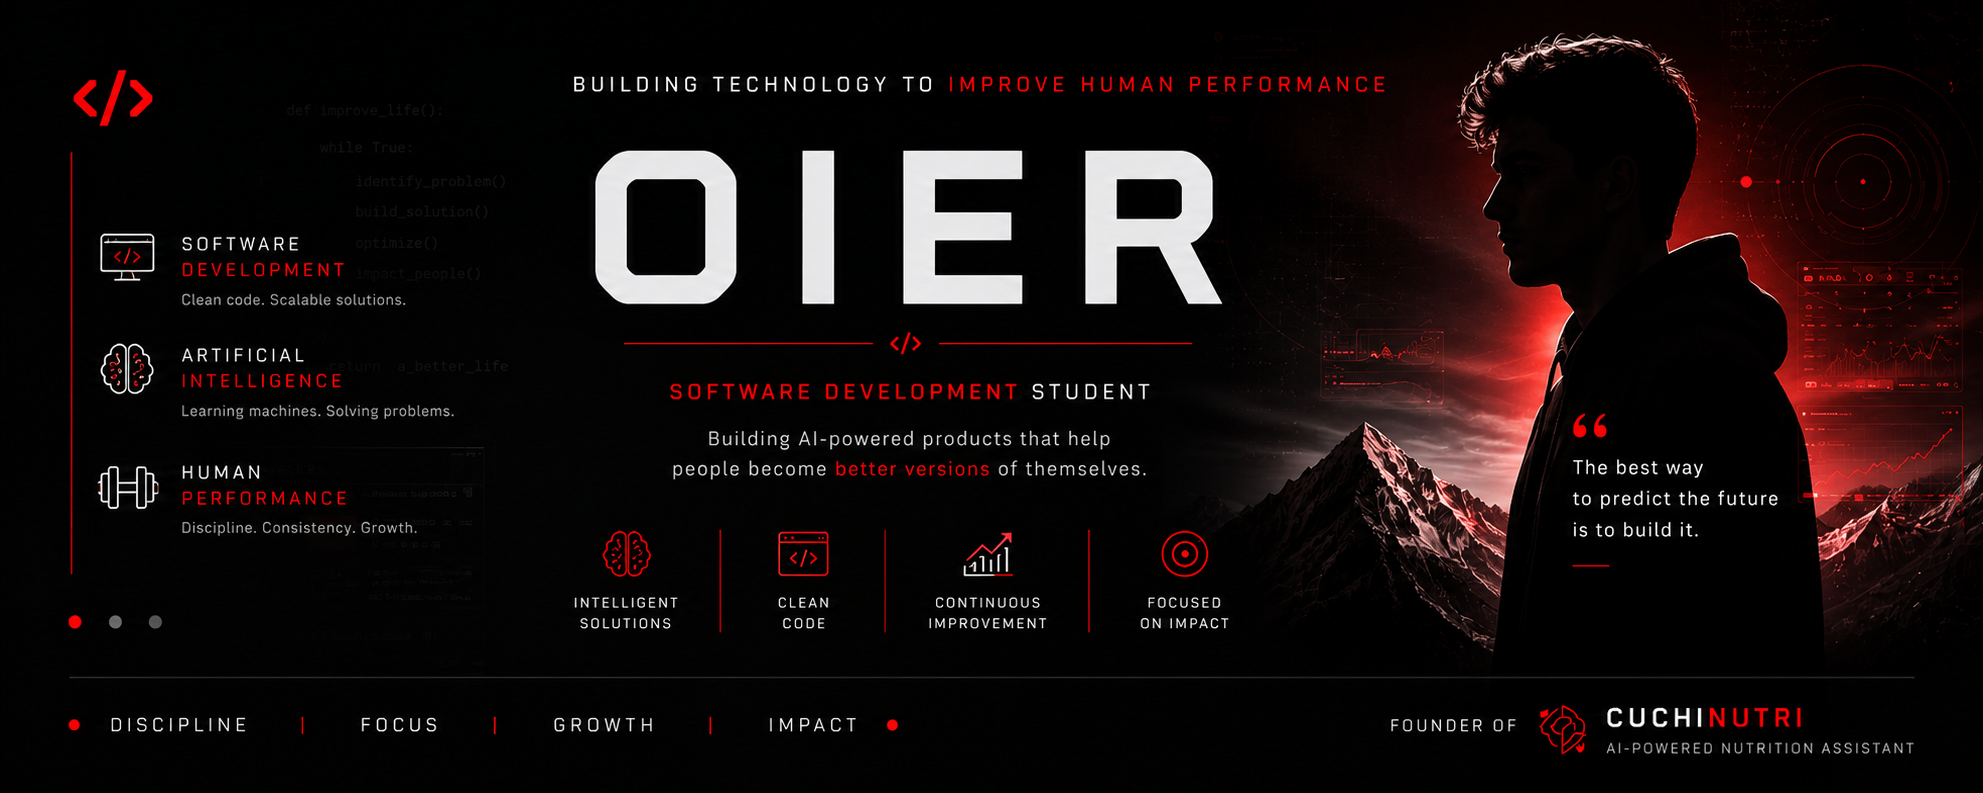 </>
def improve_life():
while True:
identify_problem()
build_solution()
optimize()
impact_people()
return a_better_life
SOFTWARE
DEVELOPMENT
Clean code. Scalable solutions.
ARTIFICIAL
INTELLIGENCE
Learning machines. Solving problems.
HUMAN
PERFORMANCE
Discipline. Consistency. Growth.
BUILDING TECHNOLOGY TO IMPROVE HUMAN PERFORMANCE
OIER
</>
SOFTWARE DEVELOPMENT STUDENT
Building AI-powered products that help
people become better versions of themselves.
INTELLIGENT
SOLUTIONS
CLEAN
CODE
CONTINUOUS
IMPROVEMENT
FOCUSED
ON IMPACT
“
The best way
to predict the future
is to build it.
DISCIPLINE | FOCUS | GROWTH | IMPACT
FOUNDER OF
CUCHINUTRI
AI-POWERED NUTRITION ASSISTANT